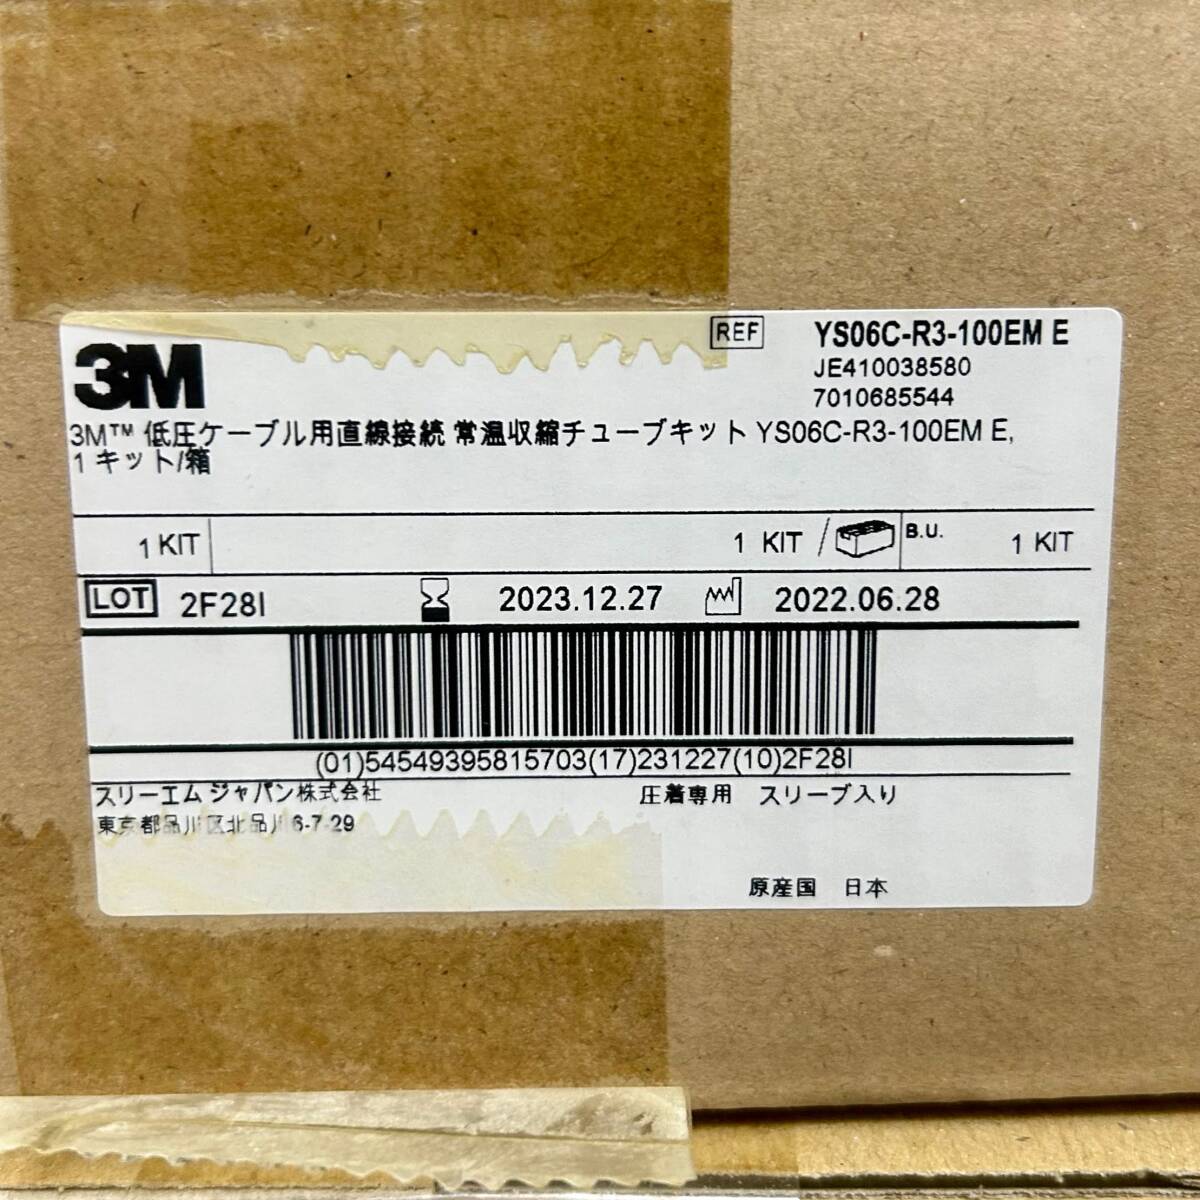 3M
REF YS06C-R3-100EM E
JE410038580
7010685544
3M™ 低圧ケーブル用直線接続 常温収縮チューブキット YS06C-R3-100EM E,
1 キット/箱
1 KIT 1 KIT / B.U. 1 KIT
LOT 2F28I 2023.12.27 2022.06.28
(01)54549395815703(17)231227(10)2F28I
スリーエム ジャパン株式会社 圧着専用 スリーブ入り
東京都品川区北品川 6-7-29
原産国 日本